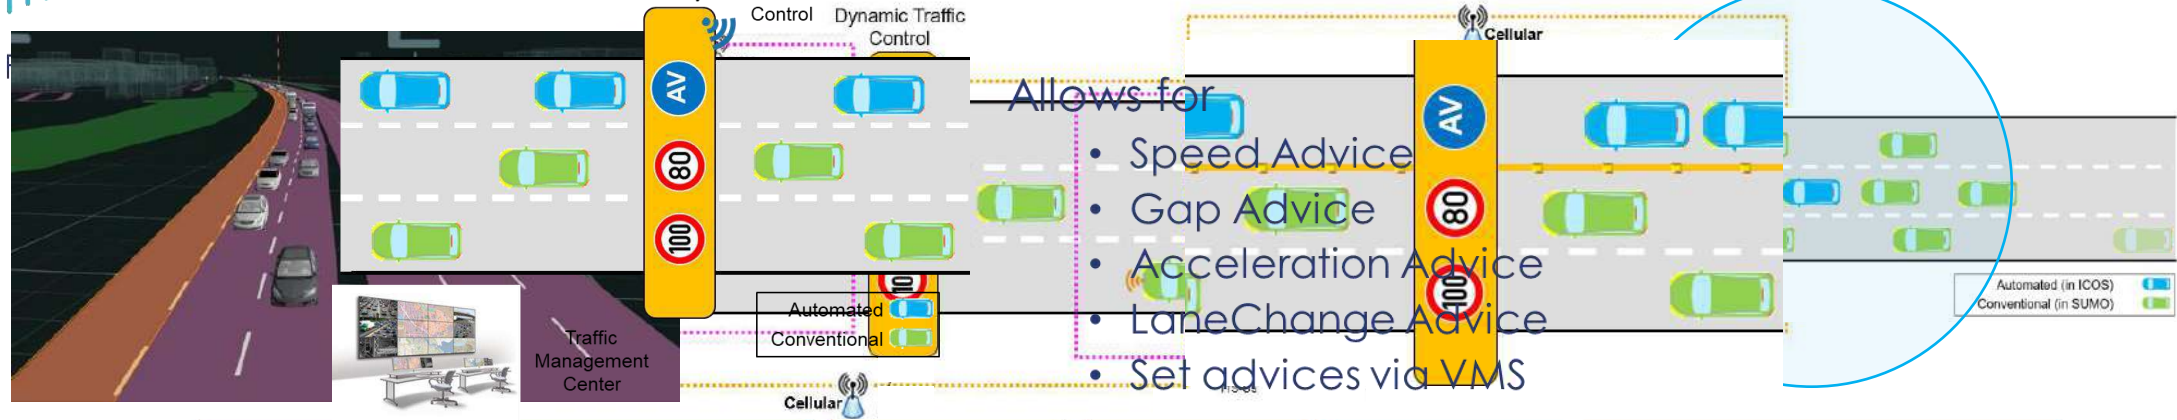 Control
Dynamic Traffic
Control
Cellular
AV
80
100
AV
80
100
10
Allows for
• Speed Advice
• Gap Advice
• Acceleration Advice
• LaneChange Advice
• Set advices via VMS
Automated
Conventional
Traffic
Management
Center
Cellular
Automated (in ICOS)
Conventional (in SUMO)